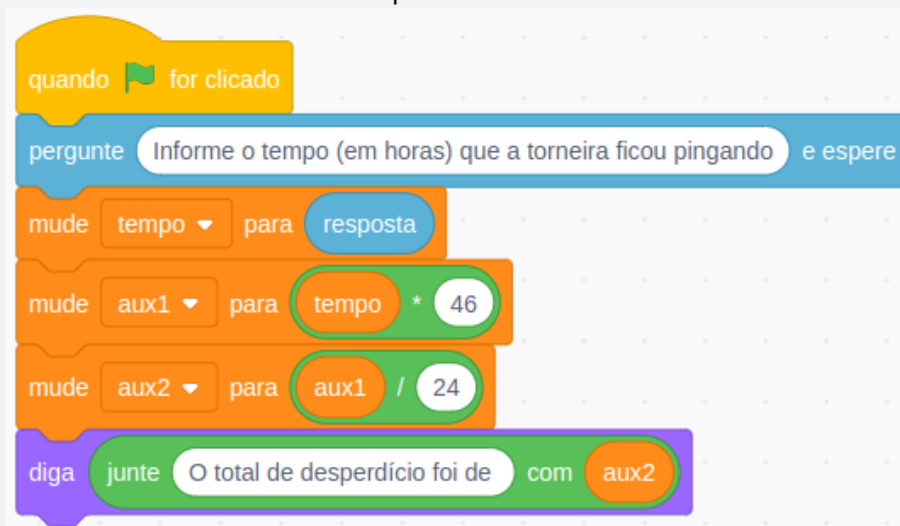 quando for clicado
pergunte Informe o tempo (em horas) que a torneira ficou pingando e espere
mude tempo para resposta
mude aux1 para tempo * 46
mude aux2 para aux1 / 24
diga junte O total de desperdício foi de com aux2